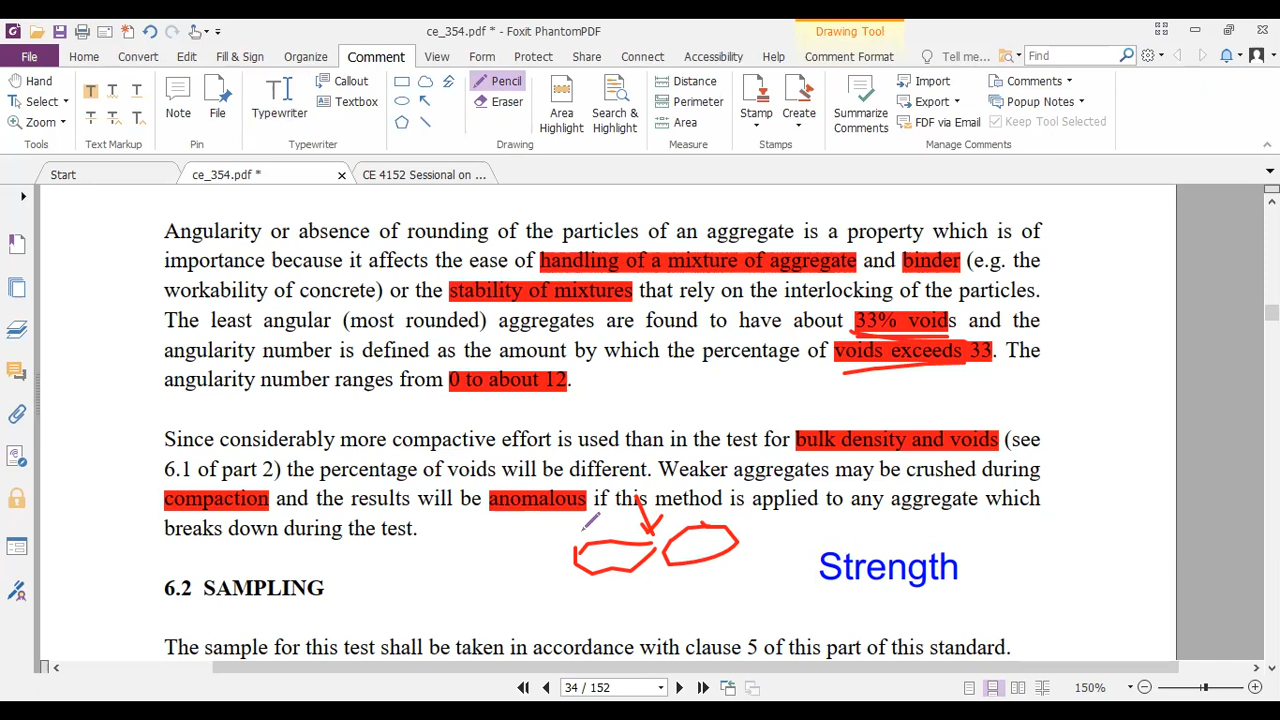 ce_354.pdf * - Foxit PhantomPDF
Drawing Tool
File Home Convert Edit Fill & Sign Organize Comment View Form Protect Share Connect Accessibility Help Comment Format Tell me... Find
Hand Callout Pencil Distance Import Comments
Select Textbox Eraser Perimeter Export Popup Notes
Zoom Note File Typewriter Area Highlight Search & Highlight Area Stamp Create Summarize Comments FDF via Email Keep Tool Selected
Tools Text Markup Pin Typewriter Drawing Measure Stamps Manage Comments
Start ce_354.pdf * CE 4152 Sessional on ...
Angularity or absence of rounding of the particles of an aggregate is a property which is of
importance because it affects the ease of handling of a mixture of aggregate and binder (e.g. the
workability of concrete) or the stability of mixtures that rely on the interlocking of the particles.
The least angular (most rounded) aggregates are found to have about 33% voids and the
angularity number is defined as the amount by which the percentage of voids exceeds 33. The
angularity number ranges from 0 to about 12.
Since considerably more compactive effort is used than in the test for bulk density and voids (see
6.1 of part 2) the percentage of voids will be different. Weaker aggregates may be crushed during
compaction and the results will be anomalous if this method is applied to any aggregate which
breaks down during the test.
Strength
6.2 SAMPLING
The sample for this test shall be taken in accordance with clause 5 of this part of this standard.
34 / 152
150%